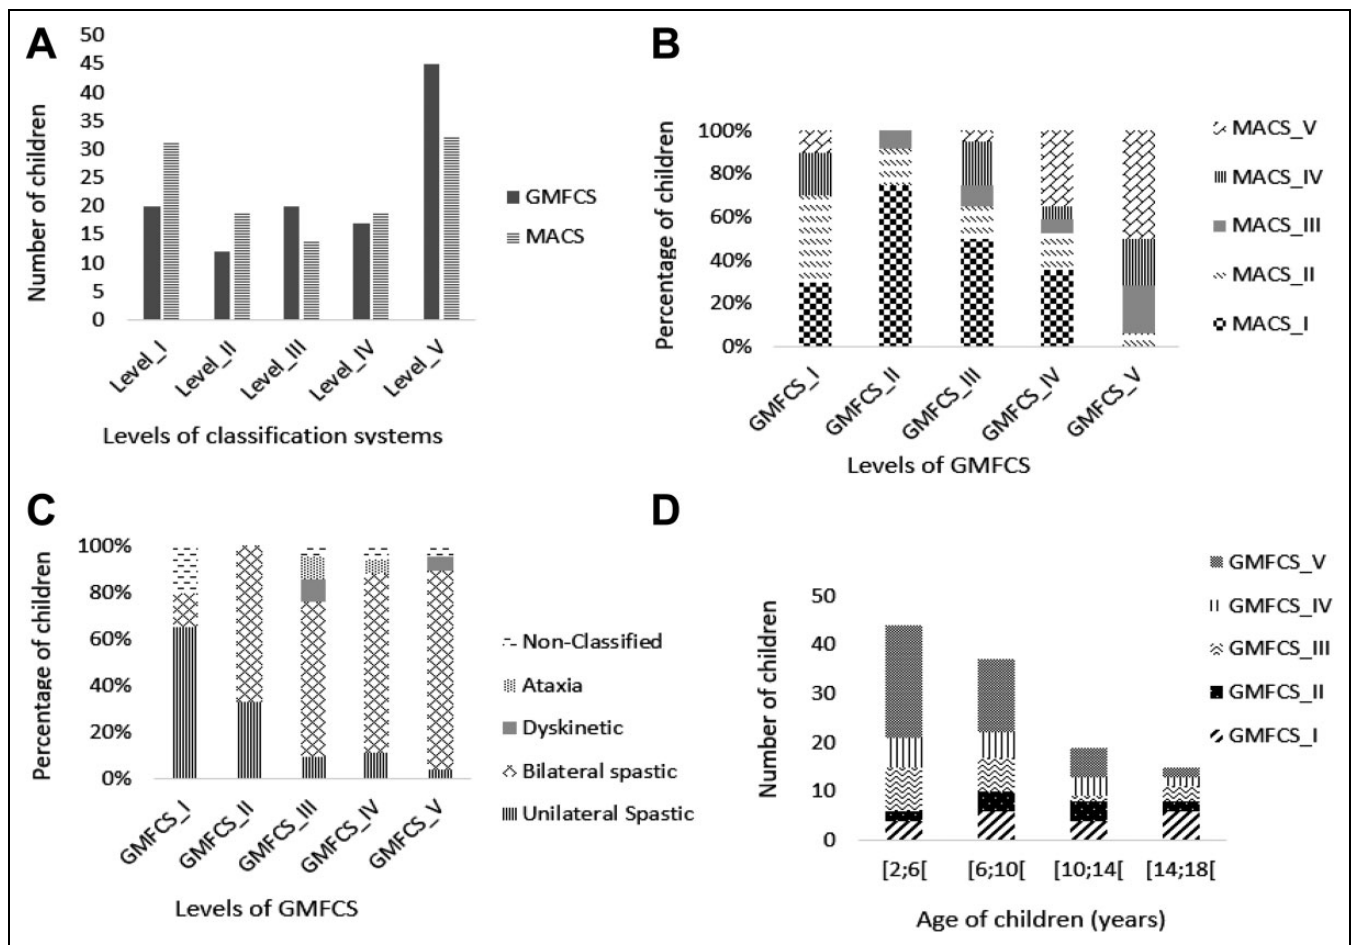 A
Number of children
50
45
40
35
30
25
20
15
10
5
0
Level_I
Level_II
Level_III
Level_IV
Level_V
Levels of classification systems
GMFCS
MACS
B
Percentage of children
100%
80%
60%
40%
20%
0%
GMFCS_I
GMFCS_II
GMFCS_III
GMFCS_IV
GMFCS_V
Levels of GMFCS
MACS_V
MACS_IV
MACS_III
MACS_II
MACS_I
C
Percentage of children
100%
80%
60%
40%
20%
0%
GMFCS_I
GMFCS_II
GMFCS_III
GMFCS_IV
GMFCS_V
Levels of GMFCS
Non-Classified
Ataxia
Dyskinetic
Bilateral spastic
Unilateral Spastic
D
Number of children
50
40
30
20
10
0
[2;6[
[6;10[
[10;14[
[14;18[
Age of children (years)
GMFCS_V
GMFCS_IV
GMFCS_III
GMFCS_II
GMFCS_I